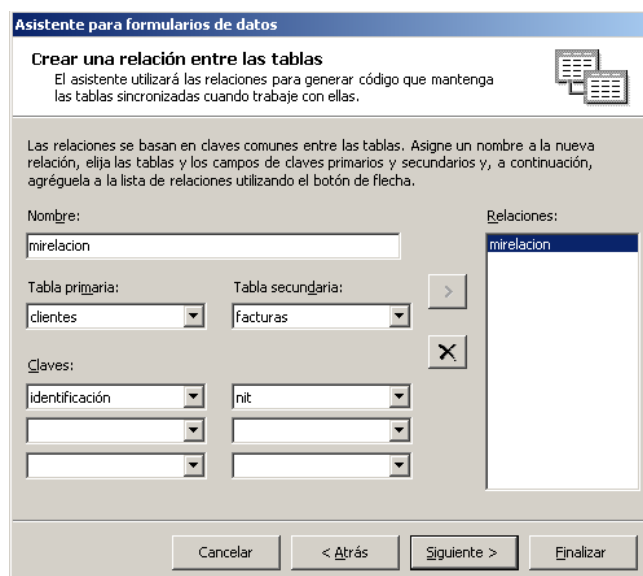 Asistente para formularios de datos
Crear una relación entre las tablas
El asistente utilizará las relaciones para generar código que mantenga
las tablas sincronizadas cuando trabaje con ellas.
Las relaciones se basan en claves comunes entre las tablas. Asigne un nombre a la nueva
relación, elija las tablas y los campos de claves primarios y secundarios y, a continuación,
agréguela a la lista de relaciones utilizando el botón de flecha.
Nombre:
mirelacion
Relaciones:
mirelacion
Tabla primaria:
Tabla secundaria:
clientes
facturas
>
Claves:
identificación
nit
Cancelar
< Atrás
Siguiente >
Finalizar